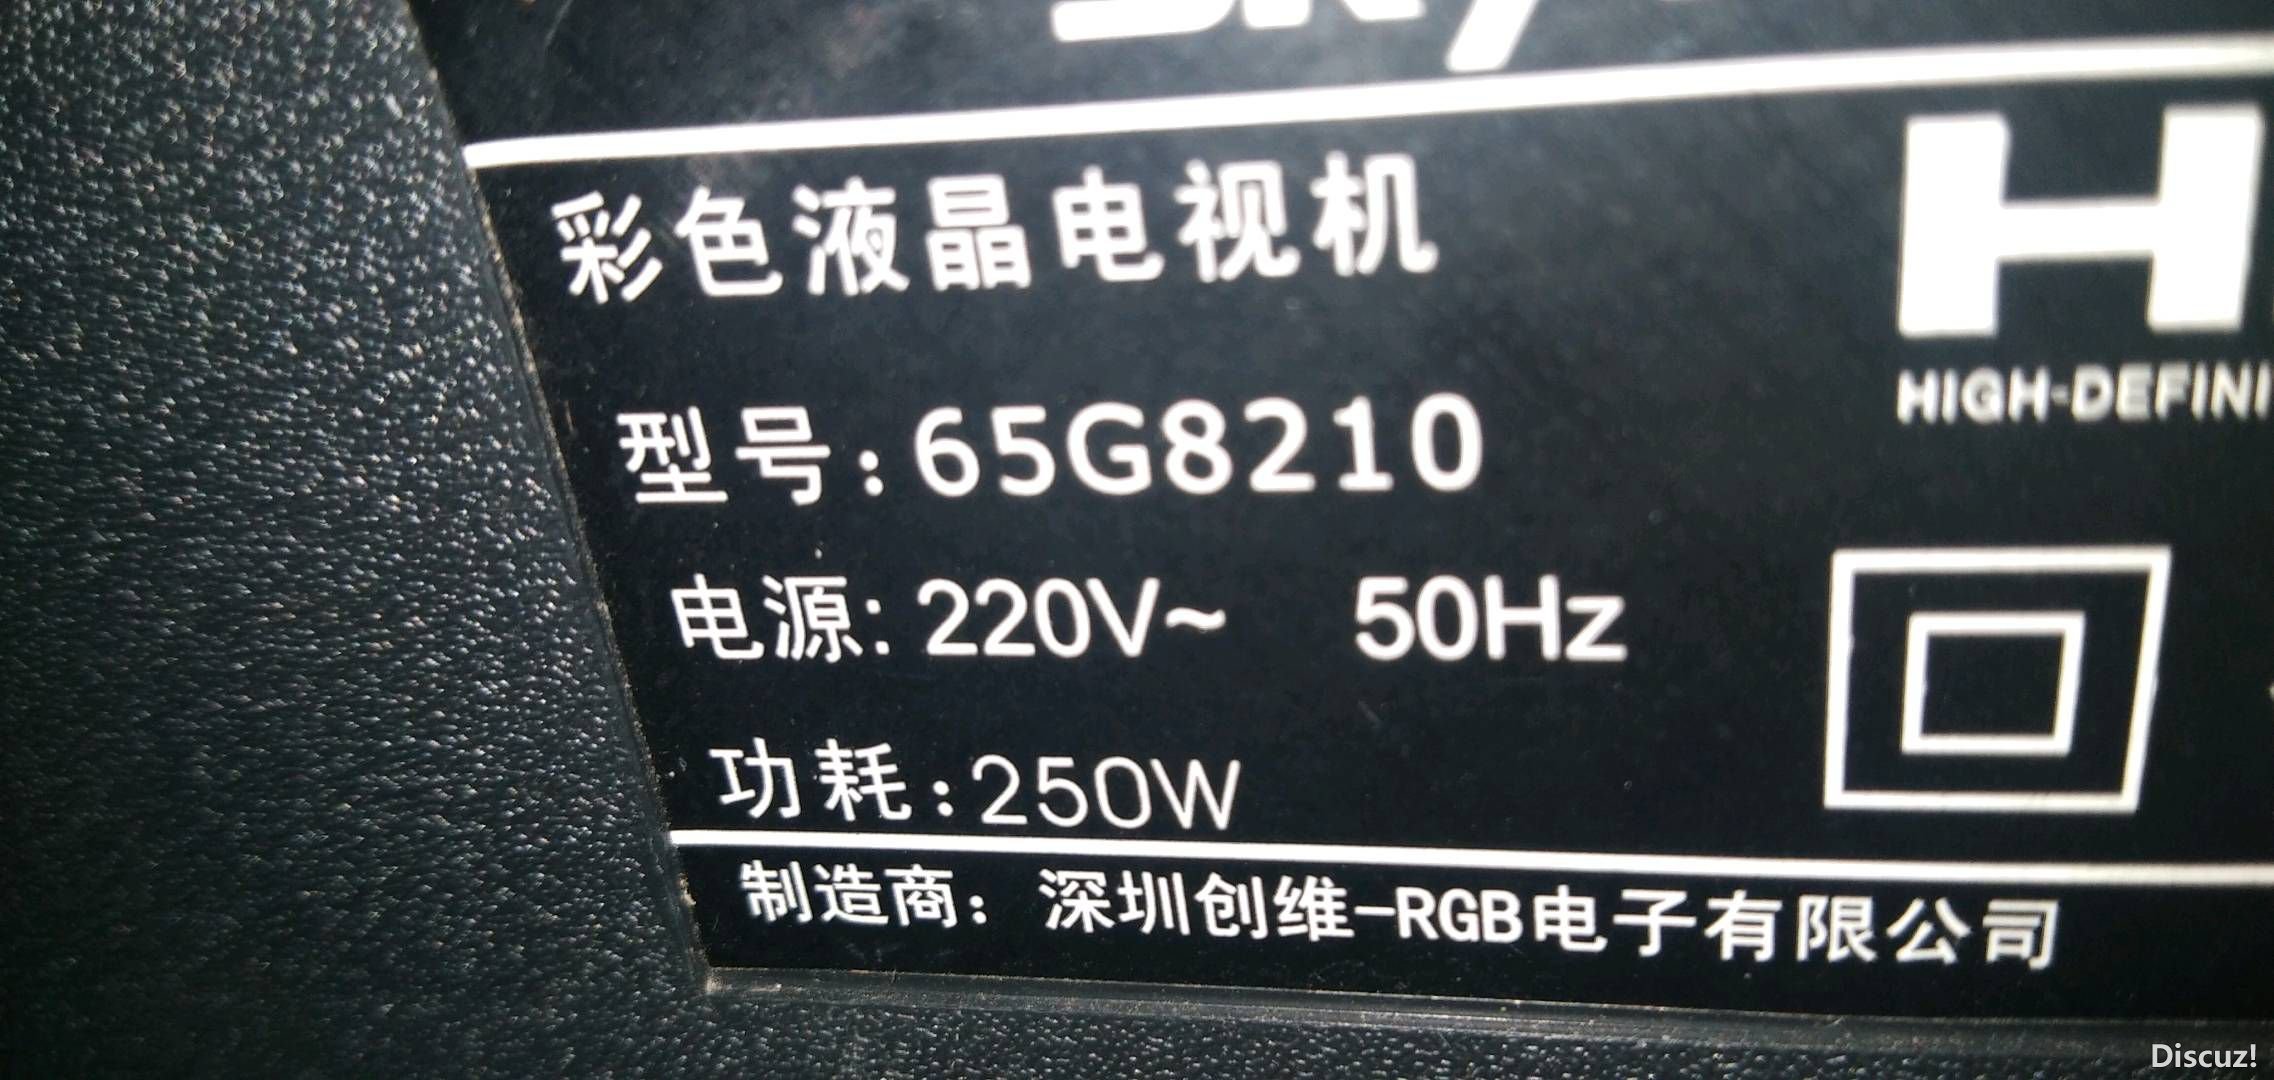 彩色液晶电视机
HIGH-DEFINI
型号:65G8210
电源:220V~ 50Hz
功耗:250W
制造商: 深圳创维-RGB电子有限公司
Discuz!